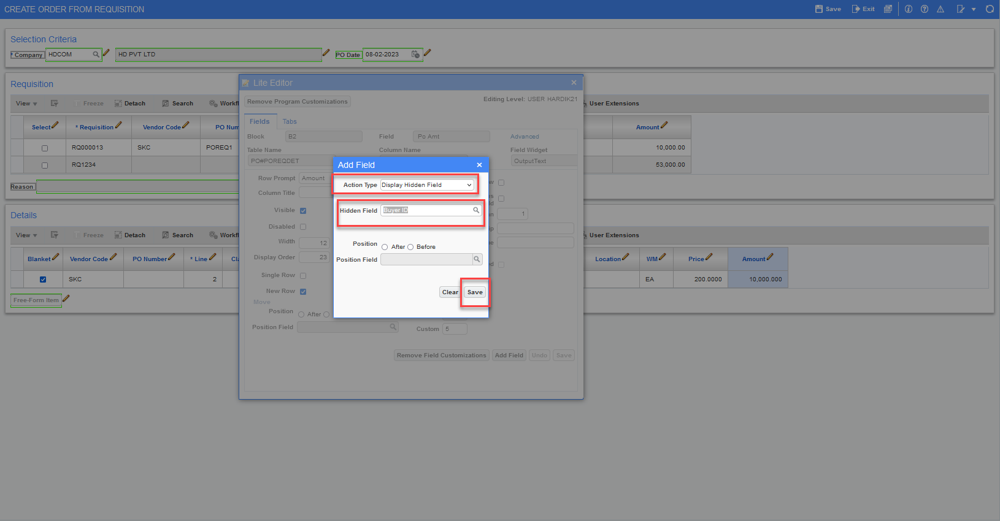 CREATE ORDER FROM REQUISITION Save Exit
Selection Criteria
* Company HDCOM HD PVT LTD PO Date 08-02-2023
Requisition
View Freeze Detach Search Workfl User Extensions
Select * Requisition Vendor Code PO Num Amount
RQ000013 SKC POREQ1 10,000.00
RQ1234 53,000.00
Reason
Details
View Freeze Detach Search Workfl User Extensions
Blanket Vendor Code PO Number * Line Cla Location WM Price Amount
SKC 2 EA 200.0000 10,000.000
Free-Form Item
Lite Editor
Remove Program Customizations Editing Level: USER HARDIK21
Fields Tabs
Block B2 Field Po Amt Advanced
Table Name Column Name Field Widget
PO#POREQDET OutputText
Row Prompt Amount
Column Title
Visible
Disabled
Width 12
Display Order 23
Single Row
New Row
Move
Position After
Position Field
Custom 5
1
Remove Field Customizations Add Field Undo Save
Add Field
Action Type Display Hidden Field
Hidden Field Buyer ID
Position After Before
Position Field
Clear Save